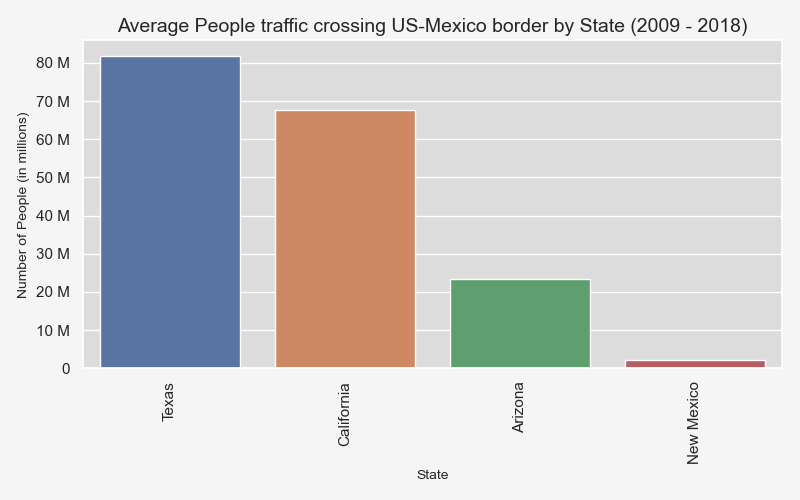 Average People traffic crossing US-Mexico border by State (2009 - 2018)
Number of People (in millions)
80 M
70 M
60 M
50 M
40 M
30 M
20 M
10 M
0
Texas
California
Arizona
New Mexico
State